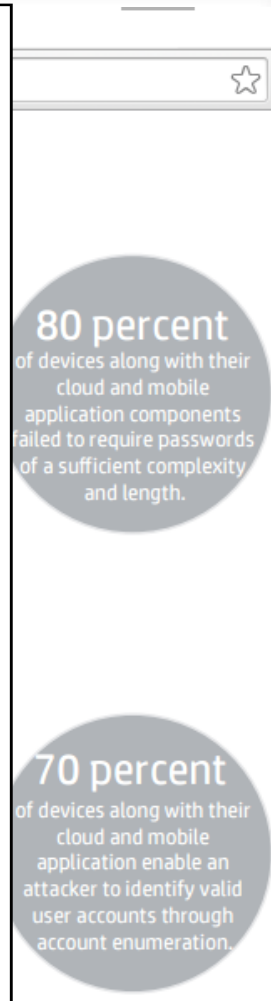 80 percent
of devices along with their
cloud and mobile
application components
failed to require passwords
of a sufficient complexity
and length.
70 percent
of devices along with their
cloud and mobile
application enable an
attacker to identify valid
user accounts through
account enumeration.